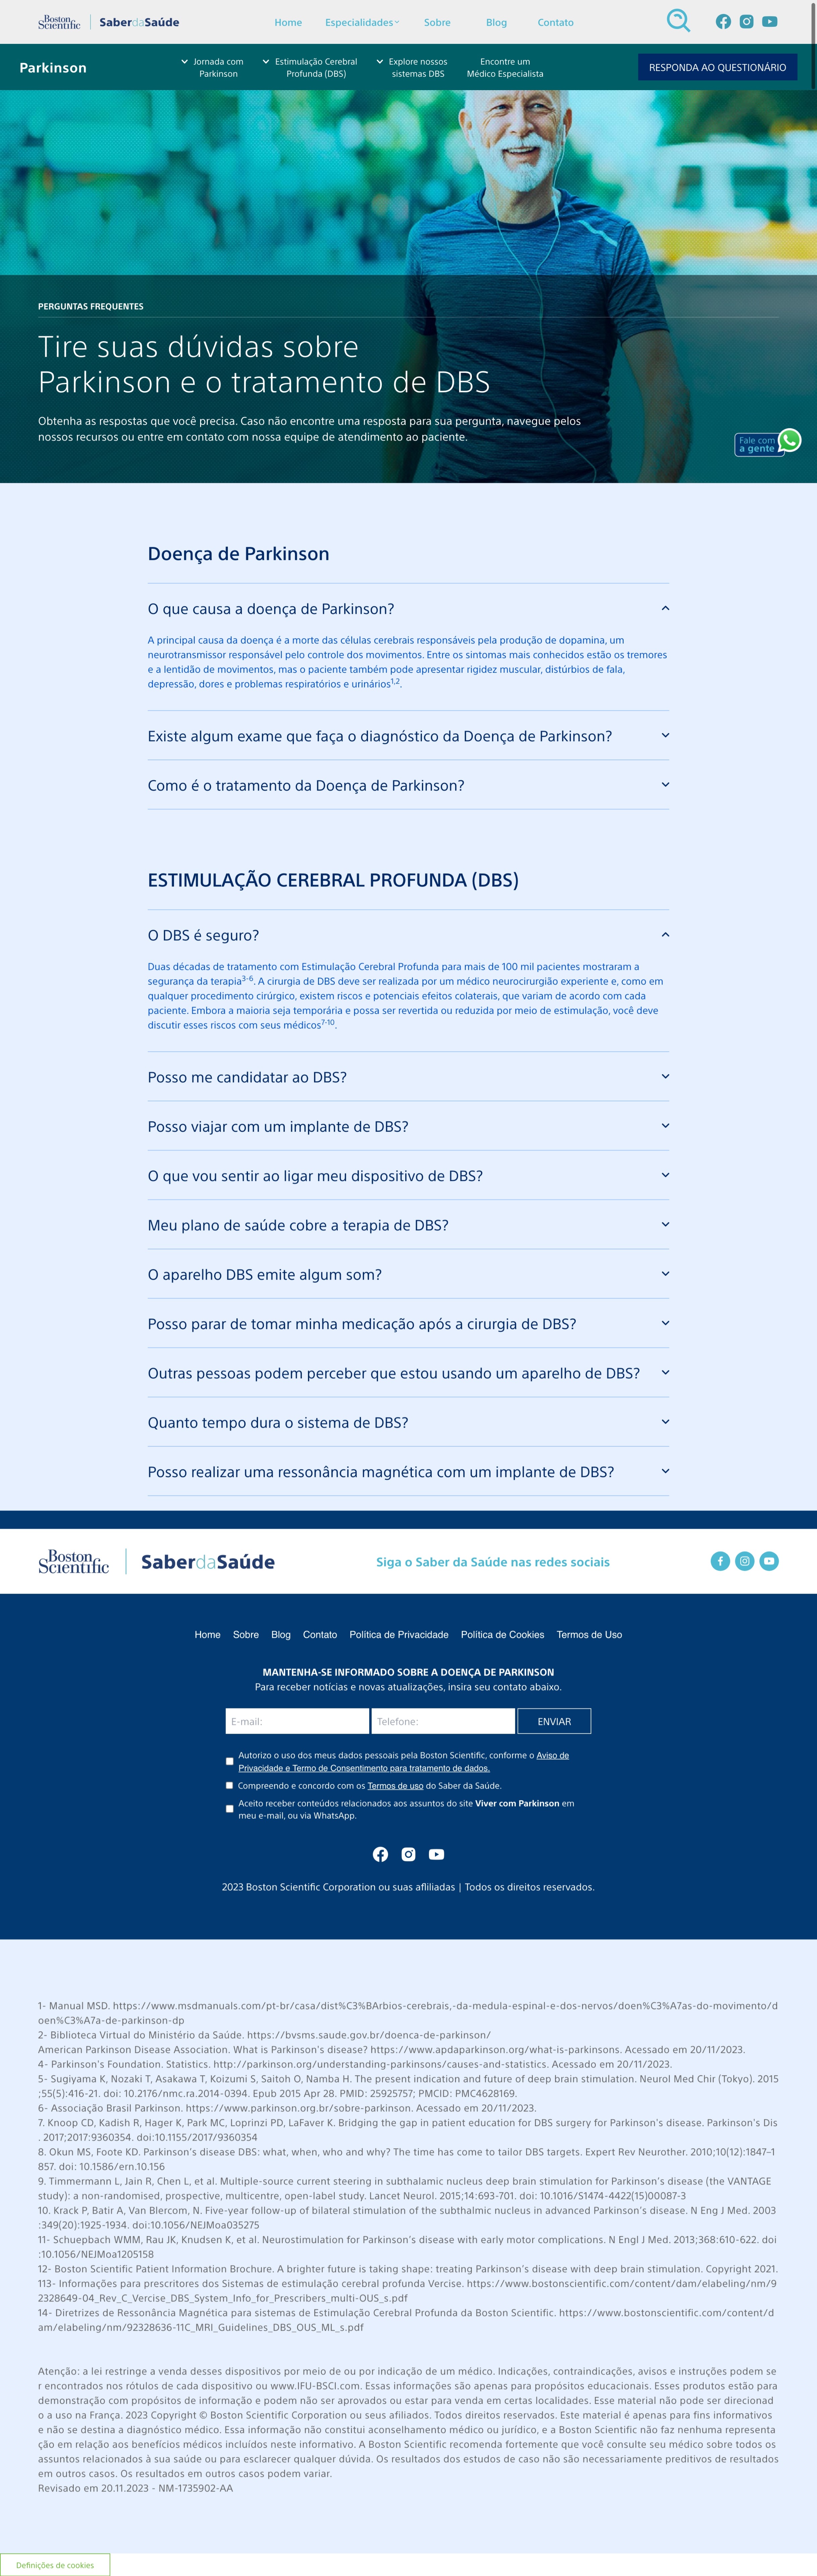 Boston Scientific
SaberdaSaúde
Home
Especialidades
Sobre
Blog
Contato
Parkinson
Jornada com
Parkinson
Estimulação Cerebral
Profunda (DBS)
Explore nossos
sistemas DBS
Encontre um
Médico Especialista
RESPONDA AO QUESTIONÁRIO
PERGUNTAS FREQUENTES
Tire suas dúvidas sobre
Parkinson e o tratamento de DBS
Obtenha as respostas que você precisa. Caso não encontre uma resposta para sua pergunta, navegue pelos
nossos recursos ou entre em contato com nossa equipe de atendimento ao paciente.
Fale com
a gente
Doença de Parkinson
O que causa a doença de Parkinson?
A principal causa da doença é a morte das células cerebrais responsáveis pela produção de dopamina, um
neurotransmissor responsável pelo controle dos movimentos. Entre os sintomas mais conhecidos estão os tremores
e a lentidão de movimentos, mas o paciente também pode apresentar rigidez muscular, distúrbios de fala,
depressão, dores e problemas respiratórios e urinários1,2.
Existe algum exame que faça o diagnóstico da Doença de Parkinson?
Como é o tratamento da Doença de Parkinson?
ESTIMULAÇÃO CEREBRAL PROFUNDA (DBS)
O DBS é seguro?
Duas décadas de tratamento com Estimulação Cerebral Profunda para mais de 100 mil pacientes mostraram a
segurança da terapia3-6. A cirurgia de DBS deve ser realizada por um médico neurocirurgião experiente e, como em
qualquer procedimento cirúrgico, existem riscos e potenciais efeitos colaterais, que variam de acordo com cada
paciente. Embora a maioria seja temporária e possa ser revertida ou reduzida por meio de estimulação, você deve
discutir esses riscos com seus médicos7-10.
Posso me candidatar ao DBS?
Posso viajar com um implante de DBS?
O que vou sentir ao ligar meu dispositivo de DBS?
Meu plano de saúde cobre a terapia de DBS?
O aparelho DBS emite algum som?
Posso parar de tomar minha medicação após a cirurgia de DBS?
Outras pessoas podem perceber que estou usando um aparelho de DBS?
Quanto tempo dura o sistema de DBS?
Posso realizar uma ressonância magnética com um implante de DBS?
Boston Scientific
SaberdaSaúde
Siga o Saber da Saúde nas redes sociais
Home Sobre Blog Contato Política de Privacidade Política de Cookies Termos de Uso
MANTENHA-SE INFORMADO SOBRE A DOENÇA DE PARKINSON
Para receber notícias e novas atualizações, insira seu contato abaixo.
E-mail: Telefone: ENVIAR
Autorizo o uso dos meus dados pessoais pela Boston Scientific, conforme o Aviso de
Privacidade e Termo de Consentimento para tratamento de dados.
Compreendo e concordo com os Termos de uso do Saber da Saúde.
Aceito receber conteúdos relacionados aos assuntos do site Viver com Parkinson em
meu e-mail, ou via WhatsApp.
2023 Boston Scientific Corporation ou suas afliliadas | Todos os direitos reservados.
1- Manual MSD. https://www.msdmanuals.com/pt-br/casa/dist%C3%BArbios-cerebrais,-da-medula-espinal-e-dos-nervos/doen%C3%A7as-do-movimento/d
oen%C3%A7a-de-parkinson-dp
2- Biblioteca Virtual do Ministério da Saúde. https://bvsms.saude.gov.br/doenca-de-parkinson/
American Parkinson Disease Association. What is Parkinson's disease? https://www.apdaparkinson.org/what-is-parkinsons. Acessado em 20/11/2023.
4- Parkinson's Foundation. Statistics. http://parkinson.org/understanding-parkinsons/causes-and-statistics. Acessado em 20/11/2023.
5- Sugiyama K, Nozaki T, Asakawa T, Koizumi S, Saitoh O, Namba H. The present indication and future of deep brain stimulation. Neurol Med Chir (Tokyo). 2015
;55(5):416-21. doi: 10.2176/nmc.ra.2014-0394. Epub 2015 Apr 28. PMID: 25925757; PMCID: PMC4628169.
6- Associação Brasil Parkinson. https://www.parkinson.org.br/sobre-parkinson. Acessado em 20/11/2023.
7. Knoop CD, Kadish R, Hager K, Park MC, Loprinzi PD, LaFaver K. Bridging the gap in patient education for DBS surgery for Parkinson's disease. Parkinson's Dis
. 2017;2017:9360354. doi:10.1155/2017/9360354
8. Okun MS, Foote KD. Parkinson's disease DBS: what, when, who and why? The time has come to tailor DBS targets. Expert Rev Neurother. 2010;10(12):1847–1
857. doi: 10.1586/ern.10.156
9. Timmermann L, Jain R, Chen L, et al. Multiple-source current steering in subthalamic nucleus deep brain stimulation for Parkinson's disease (the VANTAGE
study): a non-randomised, prospective, multicentre, open-label study. Lancet Neurol. 2015;14:693-701. doi: 10.1016/S1474-4422(15)00087-3
10. Krack P, Batir A, Van Blercom, N. Five-year follow-up of bilateral stimulation of the subthalmic nucleus in advanced Parkinson's disease. N Eng J Med. 2003
:349(20):1925-1934. doi:10.1056/NEJMoa035275
11- Schuepbach WMM, Rau JK, Knudsen K, et al. Neurostimulation for Parkinson's disease with early motor complications. N Engl J Med. 2013;368:610-622. doi
:10.1056/NEJMoa1205158
12- Boston Scientific Patient Information Brochure. A brighter future is taking shape: treating Parkinson's disease with deep brain stimulation. Copyright 2021.
113- Informações para prescritores dos Sistemas de estimulação cerebral profunda Vercise. https://www.bostonscientific.com/content/dam/elabeling/nm/9
2328649-04_Rev_C_Vercise_DBS_System_Info_for_Prescribers_multi-OUS_s.pdf
14- Diretrizes de Ressonância Magnética para sistemas de Estimulação Cerebral Profunda da Boston Scientific. https://www.bostonscientific.com/content/d
am/elabeling/nm/92328636-11C_MRI_Guidelines_DBS_OUS_ML_s.pdf
Atenção: a lei restringe a venda desses dispositivos por meio de ou por indicação de um médico. Indicações, contraindicações, avisos e instruções podem se
r encontrados nos rótulos de cada dispositivo ou www.IFU-BSCI.com. Essas informações são apenas para propósitos educacionais. Esses produtos estão para
demonstração com propósitos de informação e podem não ser aprovados ou estar para venda em certas localidades. Esse material não pode ser direcionad
o a uso na França. 2023 Copyright © Boston Scientific Corporation ou seus afiliados. Todos direitos reservados. Este material é apenas para fins informativos
e não se destina a diagnóstico médico. Essa informação não constitui aconselhamento médico ou jurídico, e a Boston Scientific não faz nenhuma representa
ção em relação aos benefícios médicos incluídos neste informativo. A Boston Scientific recomenda fortemente que você consulte seu médico sobre todos os
assuntos relacionados à sua saúde ou para esclarecer qualquer dúvida. Os resultados dos estudos de caso não são necessariamente preditivos de resultados
em outros casos. Os resultados em outros casos podem variar.
Revisado em 20.11.2023 - NM-1735902-AA
Definições de cookies